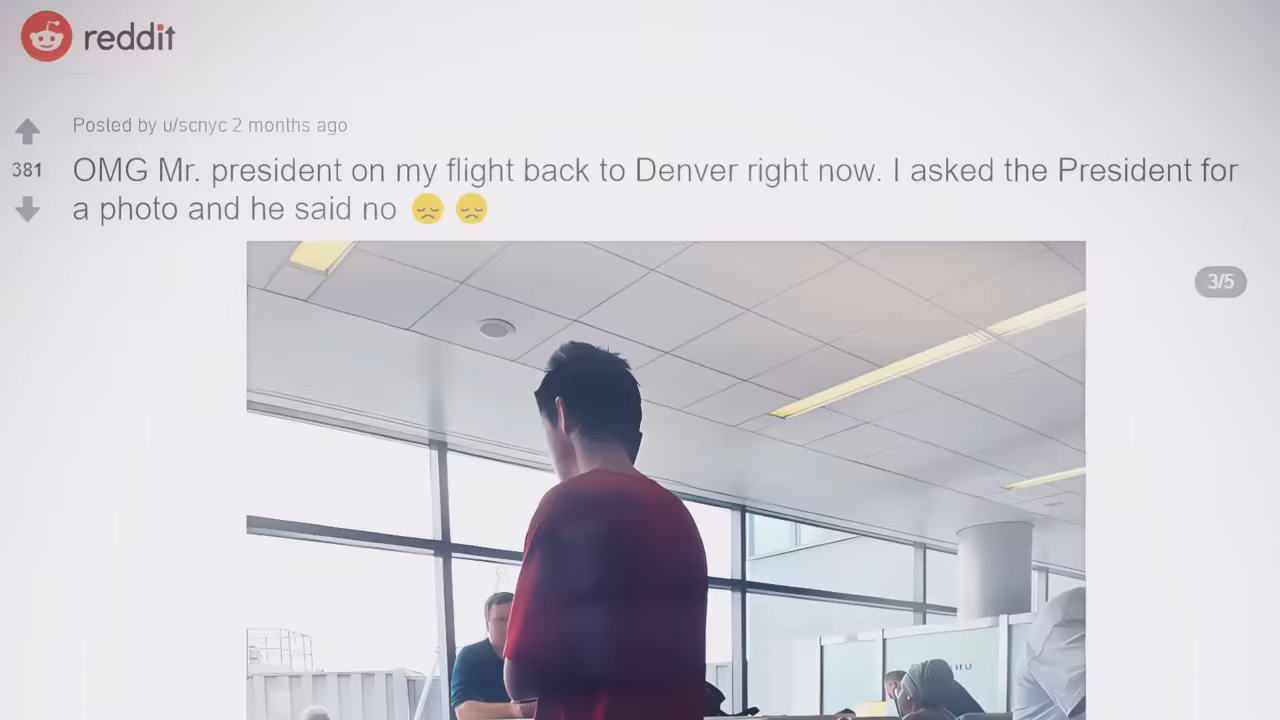 reddit
Posted by u/scnyc 2 months ago
381
OMG Mr. president on my flight back to Denver right now. I asked the President for
a photo and he said no 😞 😞
3/5